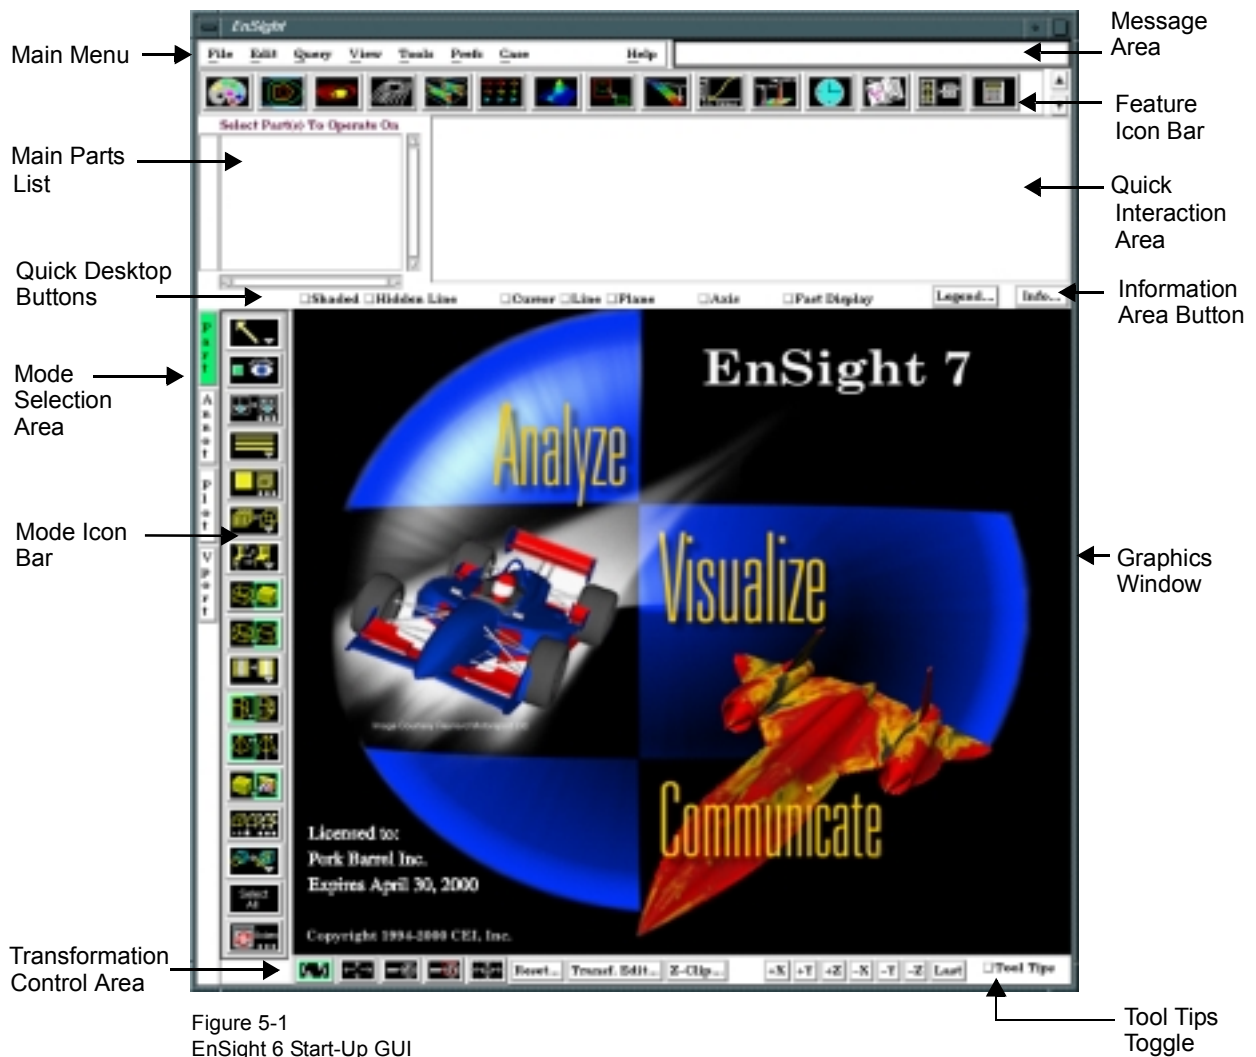 EnSight
Message
Area
Main Menu
File Edit Query View Tools Prefs Case Help
Feature
Icon Bar
Select Part(s) To Operate On
Main Parts
List
Quick
Interaction
Area
Quick Desktop
Buttons
Shaded Hidden Line Cursor Line Plane Axis Fast Display Legend... Info...
Information
Area Button
Part
Annot
Plot
Vport
Mode
Selection
Area
EnSight 7
Analyze
Mode Icon
Bar
Visualize
Graphics
Window
Image Courtesy
Communicate
Licensed to:
Pork Barrel Inc.
Expires April 30, 2000
Select
All
Copyright 1994-2000 CEI, Inc.
Transformation
Control Area
Reset... Transf. Edit... Z-Clip... +X +Y +Z -X -Y -Z Last Tool Tips
Tool Tips
Toggle
Figure 5-1
EnSight 6 Start-Up GUI